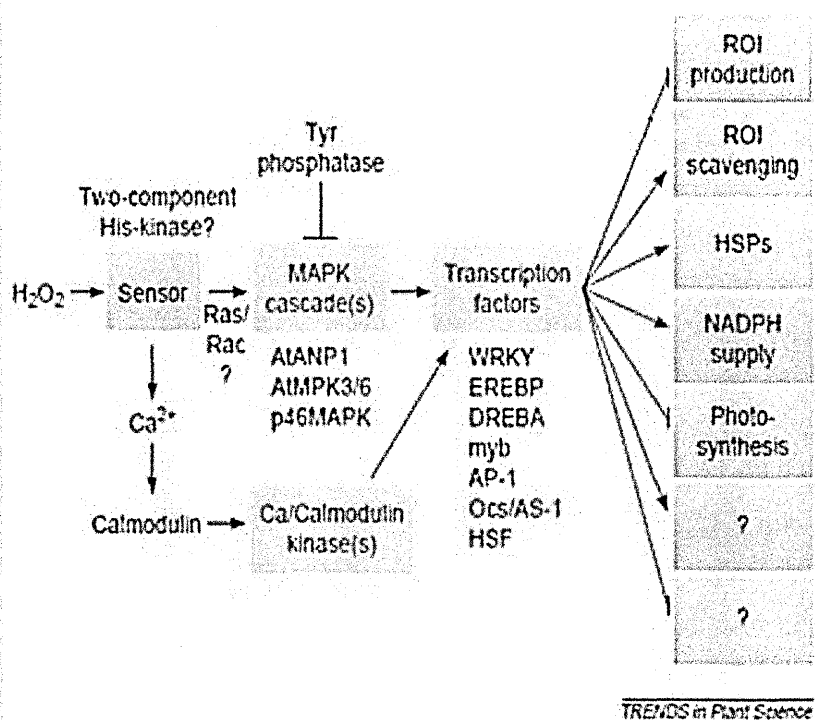 ROI
production
Tyr
phosphatase
ROI
scavenging
Two-component
His-kinase?
H₂O₂
Sensor
MAPK
cascade(s)
Transcription
factors
HSPs
Ras/
Rac
?
NADPH
supply
AtANP1
AtMPK3/6
p46MAPK
WRKY
EREBP
DREBA
myb
AP-1
Ocs/AS-1
HSF
Ca²⁺
Photo-
synthesis
Calmodulin
Ca/Calmodulin
kinase(s)
?
?
TRENDS in Plant Science